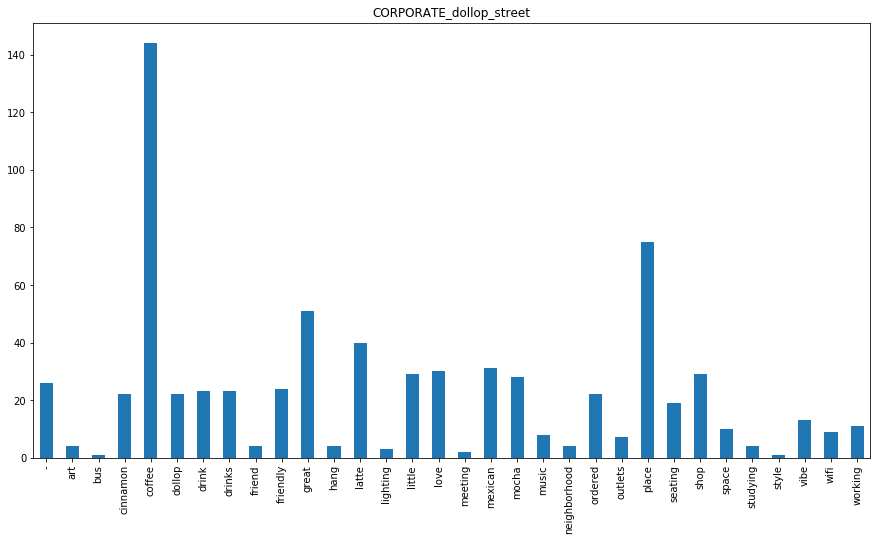 CORPORATE_dollop_street
140
120
100
80
60
40
20
0
-
art
bus
cinnamon
coffee
dollop
drink
drinks
friend
friendly
great
hang
latte
lighting
little
love
meeting
mexican
mocha
music
neighborhood
ordered
outlets
place
seating
shop
space
studying
style
vibe
wifi
working